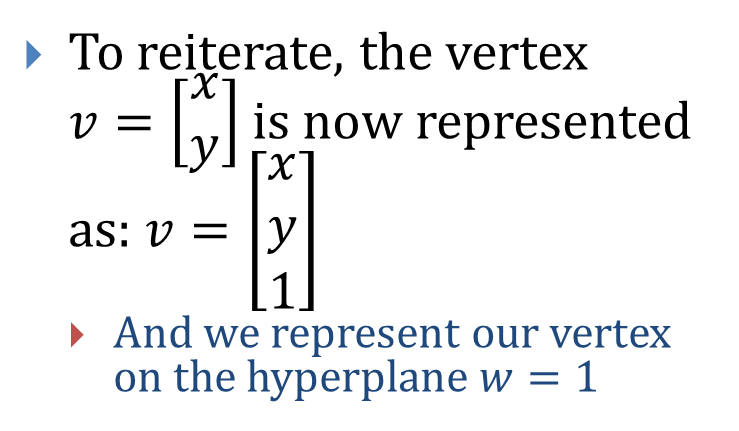 To reiterate, the vertex
v = [x y] is now represented
as: v = [x y 1]
And we represent our vertex
on the hyperplane w = 1